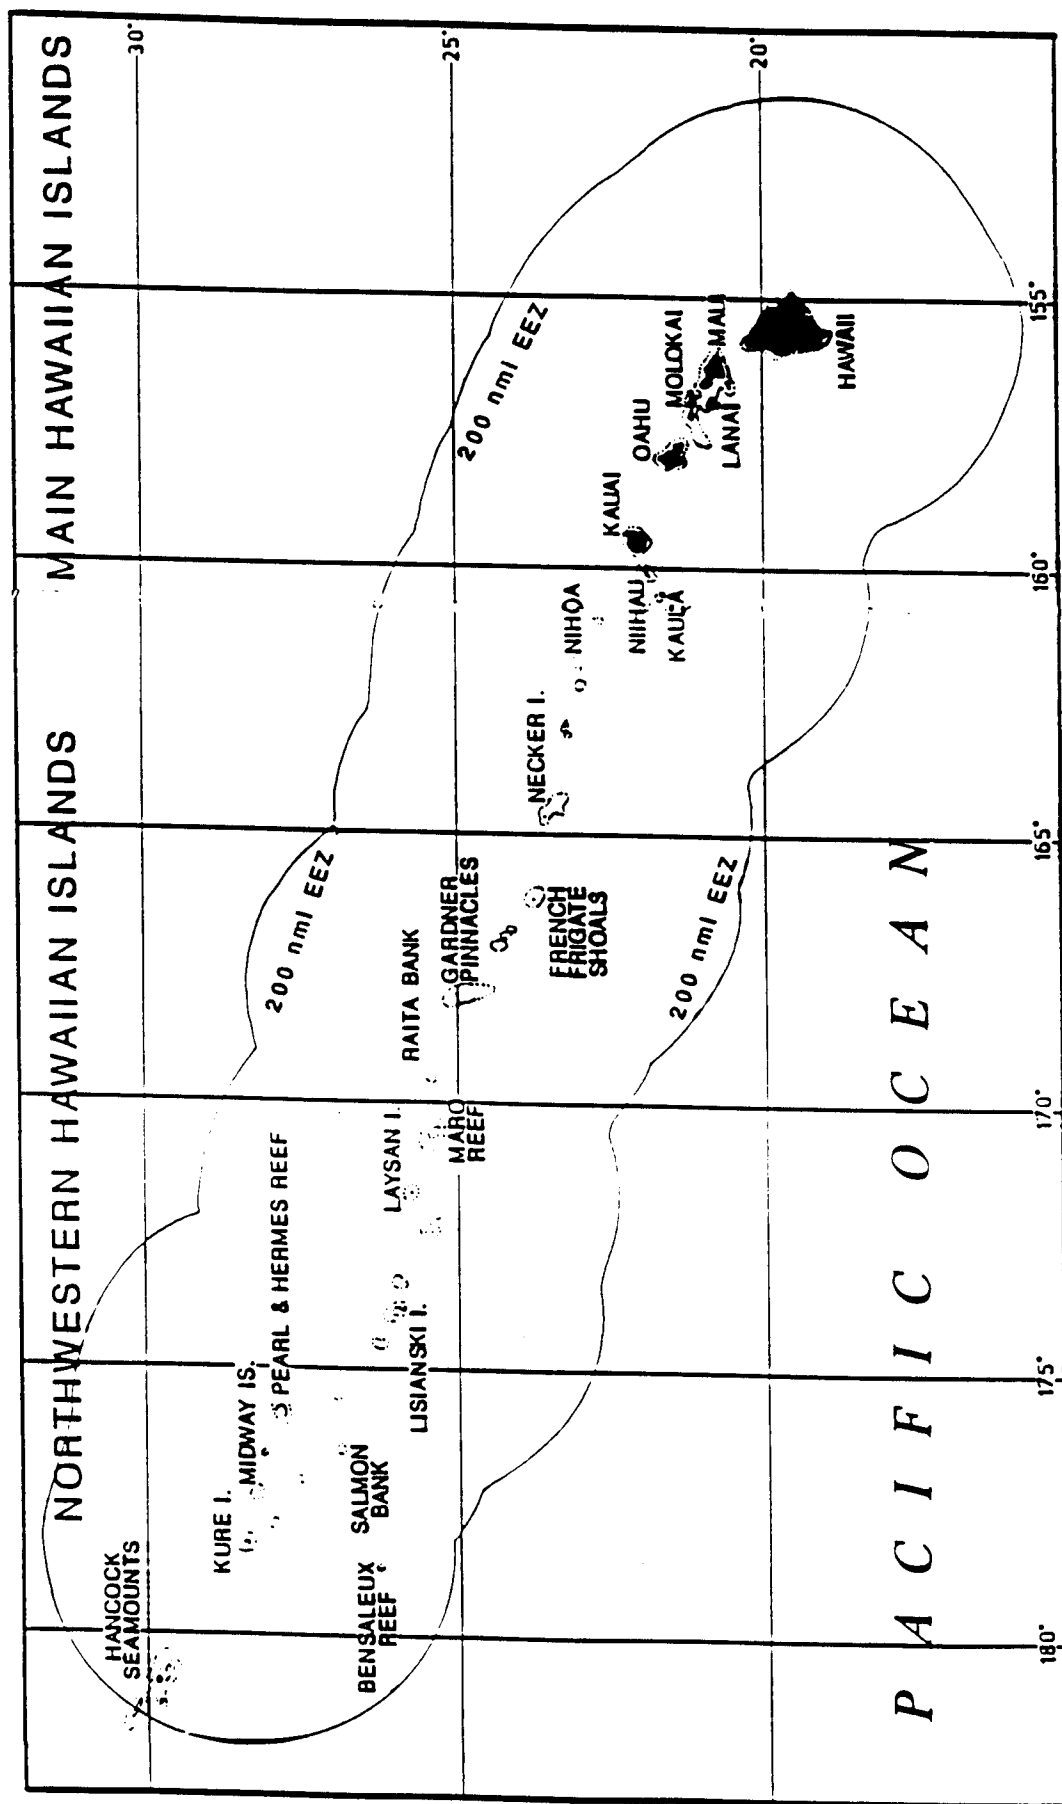 NORTHWESTERN HAWAIIAN ISLANDS
MAIN HAWAIIAN ISLANDS
30°
25°
20°
HANCOCK
SEAMOUNTS
KURE I.
MIDWAY IS.
PEARL & HERMES REEF
BENSALEUX
REEF
SALMON
BANK
LISIANSKI I.
LAYSAN I.
MARO
REEF
RAITA BANK
GARDNER
PINNACLES
FRENCH
FRIGATE
SHOALS
NECKER I.
NIHOA
NIIHAU
KAULA
KAUAI
OAHU
MOLOKAI
MAUI
LANAI
HAWAII
200 nmi EEZ
200 nmi EEZ
200 nmi EEZ
PACIFIC OCEAN
180°
175°
170°
165°
160°
155°